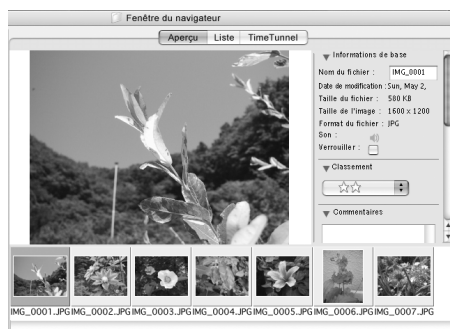 Fenêtre du navigateur
Aperçu Liste TimeTunnel
Informations de base
Nom du fichier : IMG_0001
Date de modification : Sun, May 2,
Taille du fichier : 580 KB
Taille de l'image : 1600 x 1200
Format du fichier : JPG
Son :
Verrouiller :
Classement
Commentaires
IMG_0001.JPG IMG_0002.JPG IMG_0003.JPG IMG_0004.JPG IMG_0005.JPG IMG_0006.JPG IMG_0007.JPG